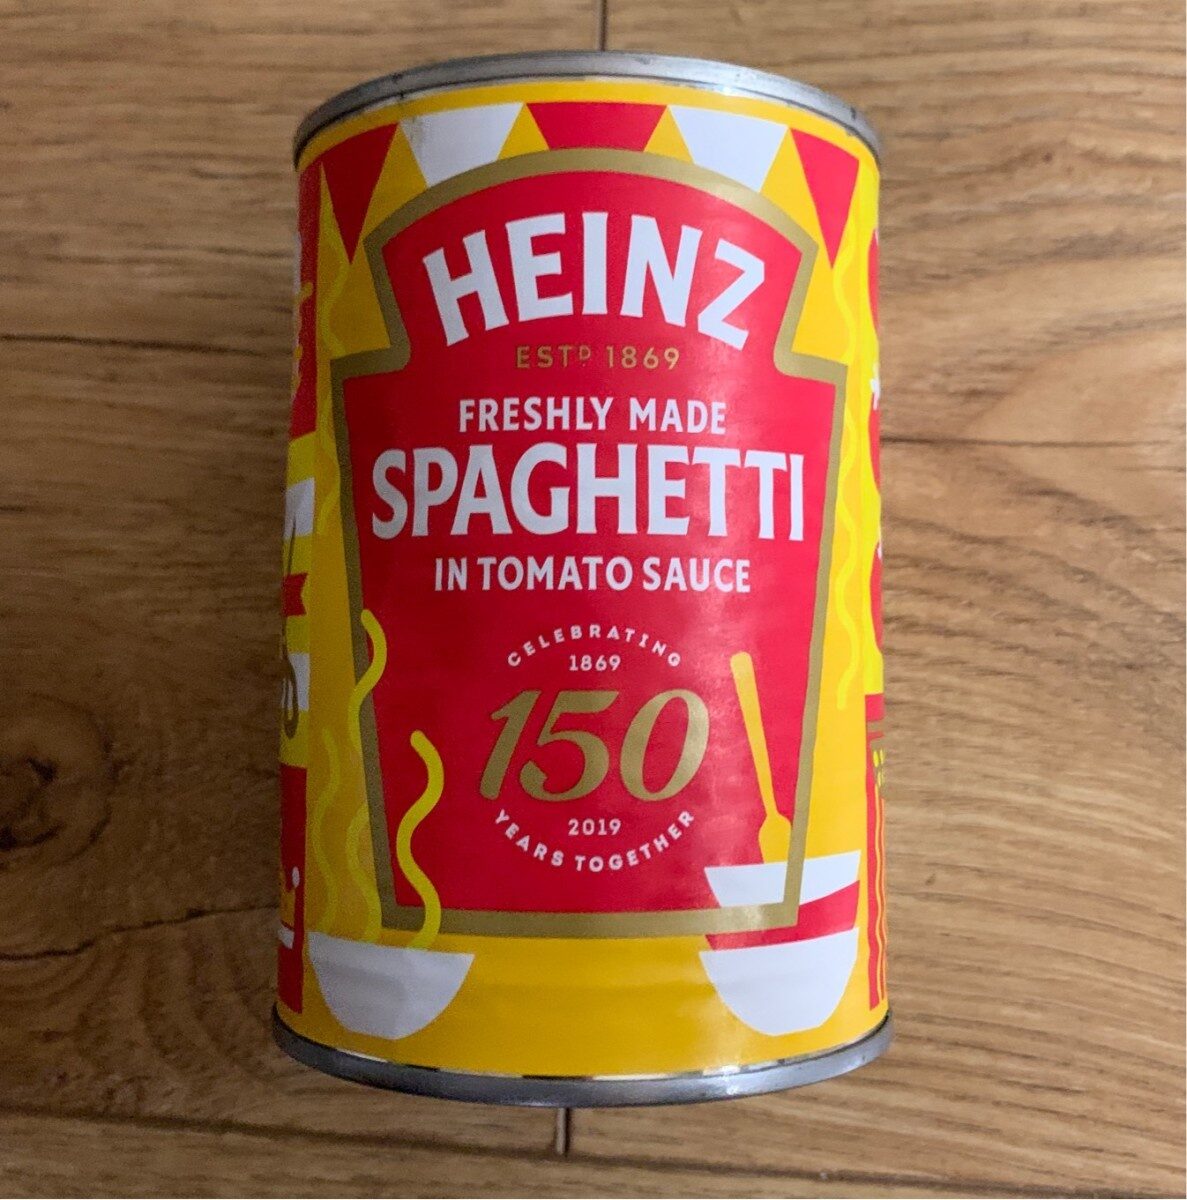 HEINZ
ESTD 1869
FRESHLY MADE
SPAGHETTI
IN TOMATO SAUCE
CELEBRATING
1869
150
2019
YEARS TOGETHER